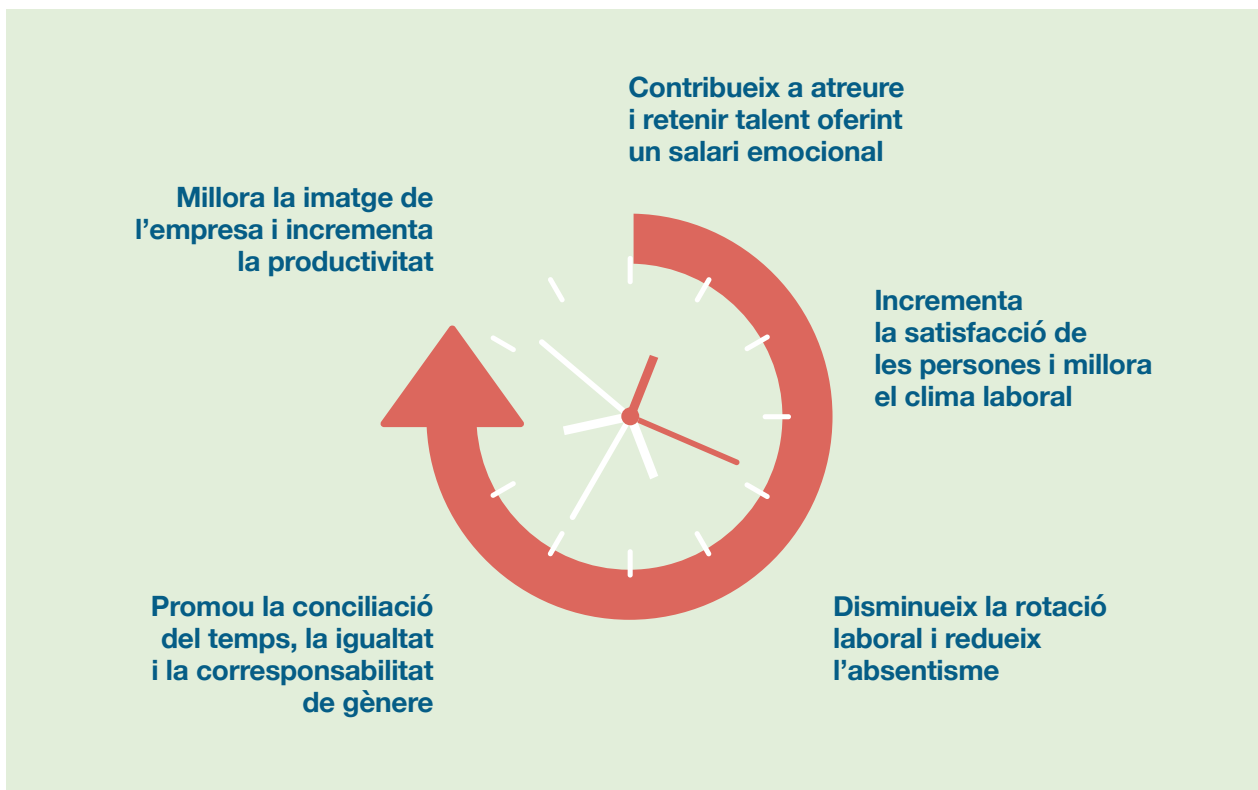 Contribueix a atreure
i retenir talent oferint
un salari emocional
Incrementa
la satisfacció de
les persones i millora
el clima laboral
Disminueix la rotació
laboral i redueix
l’absentisme
Promou la conciliació
del temps, la igualtat
i la corresponsabilitat
de gènere
Millora la imatge de
l’empresa i incrementa
la productivitat